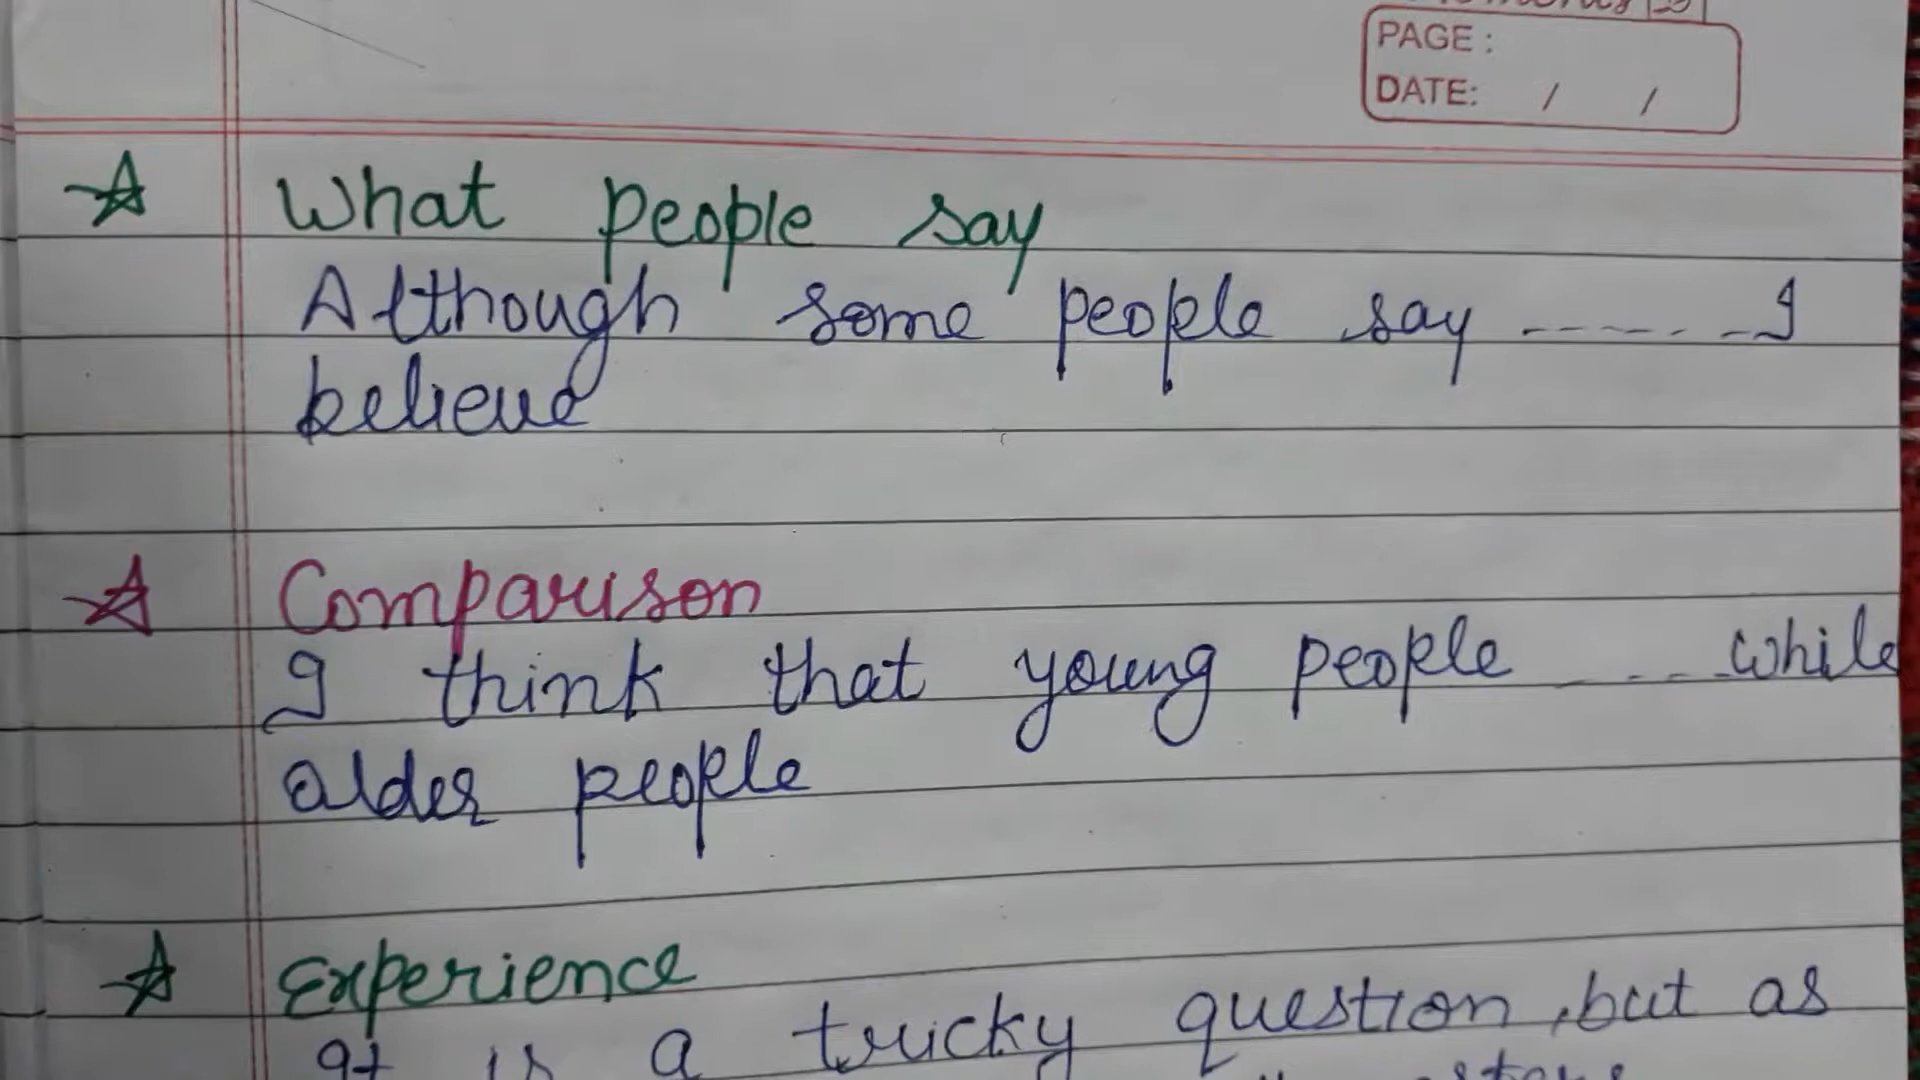 PAGE :
DATE: / /
☆ What people say
Although some people say ------- I
believe
☆ Comparison
I think that young people ---- while
older people
☆ Experience
It is a tricky question, but as